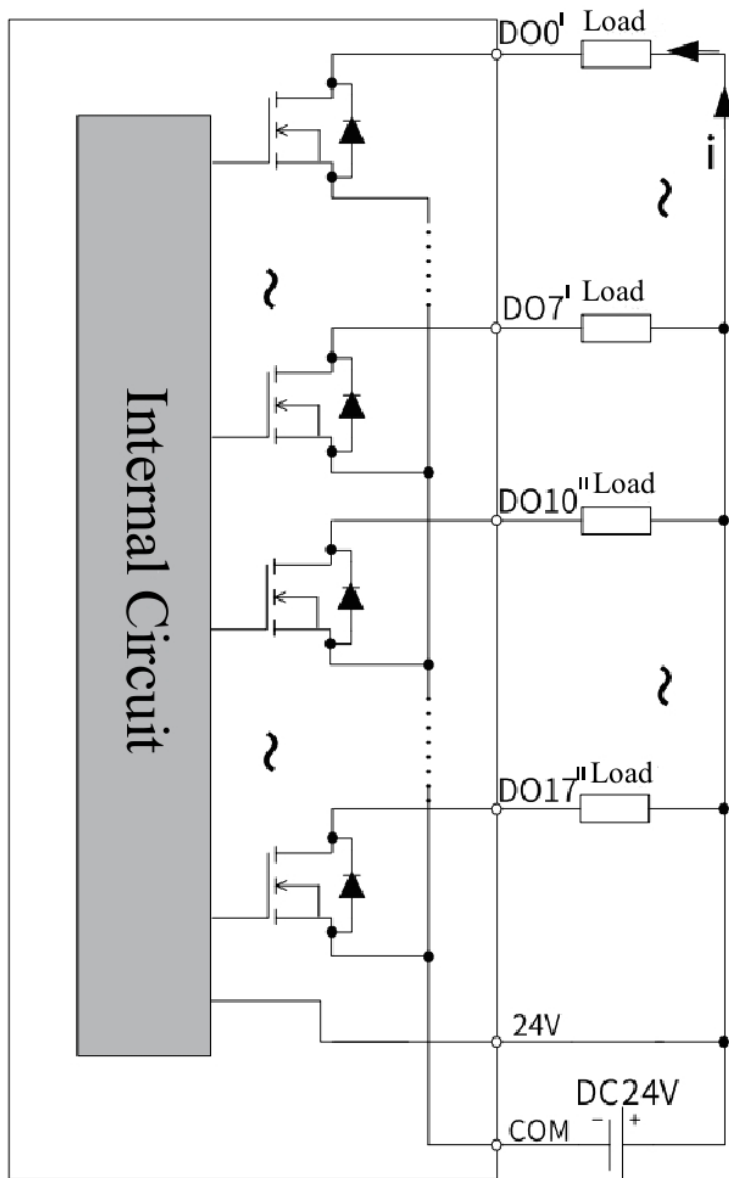 DO0' Load
i
DO7' Load
Internal Circuit
DO10" Load
DO17" Load
24V
DC24V
- +
COM